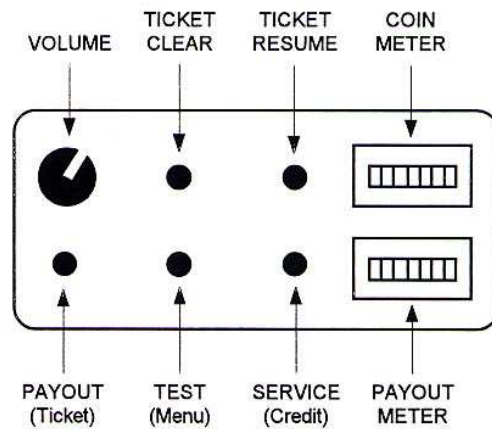 VOLUME
TICKET
CLEAR
TICKET
RESUME
COIN
METER
PAYOUT
(Ticket)
TEST
(Menu)
SERVICE
(Credit)
PAYOUT
METER